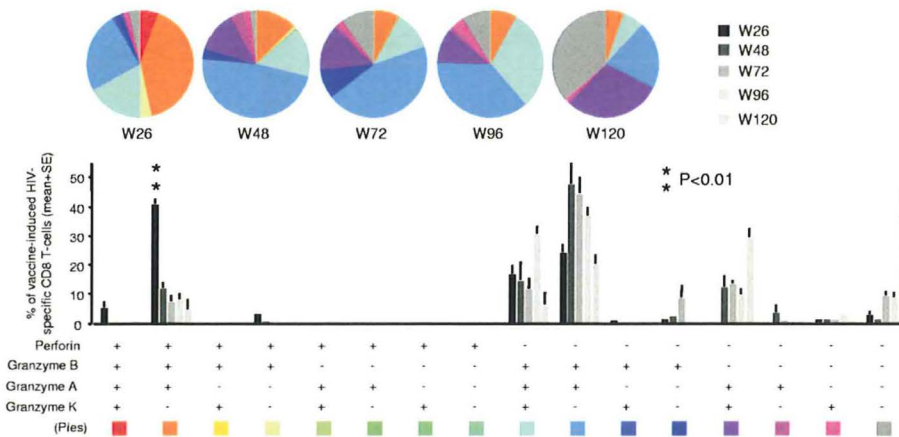 W26
W48
W72
W96
W120
W26
W48
W72
W96
W120
% of vaccine-induced HIV-
specific CD8 T-cells (mean+SE)
50
40
30
20
10
0
* *
* * P<0.01
Perforin + + + + + + + + - - - - - - - -
Granzyme B + + + + - - - - + + + + - - - -
Granzyme A + + - - + + - - + + - - + + - -
Granzyme K + - + - + - + - + - + - + - + -
(Pies)